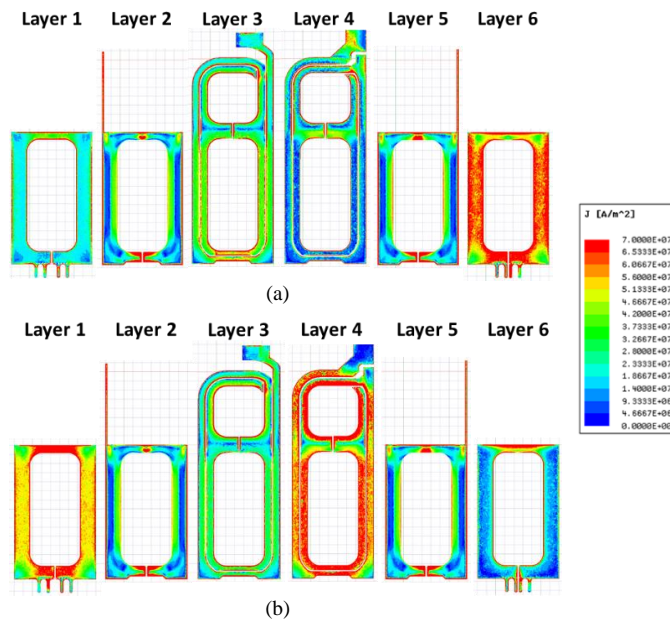 Layer 1 Layer 2 Layer 3 Layer 4 Layer 5 Layer 6
J [A/m^2]
7.0000E+07
6.5333E+07
6.0667E+07
5.6000E+07
5.1333E+07
4.6667E+07
4.2000E+07
3.7333E+07
3.2667E+07
2.8000E+07
2.3333E+07
1.8667E+07
1.4000E+07
9.3333E+06
4.6667E+06
0.0000E+00
(a)
Layer 1 Layer 2 Layer 3 Layer 4 Layer 5 Layer 6
(b)